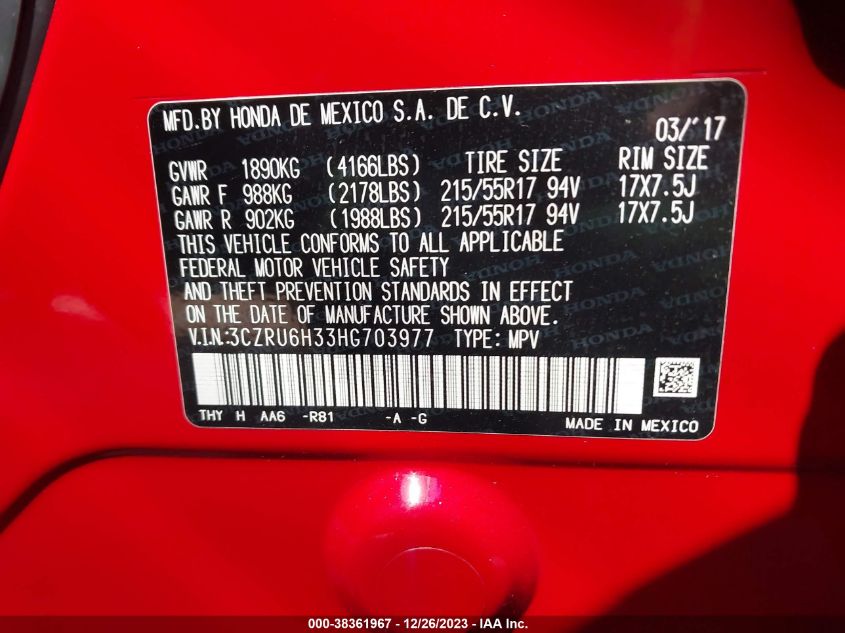 MFD.BY HONDA DE MEXICO S.A. DE C.V.
03/'17
GVWR 1890KG (4166LBS) TIRE SIZE RIM SIZE
GAWR F 988KG (2178LBS) 215/55R17 94V 17X7.5J
GAWR R 902KG (1988LBS) 215/55R17 94V 17X7.5J
THIS VEHICLE CONFORMS TO ALL APPLICABLE
FEDERAL MOTOR VEHICLE SAFETY
AND THEFT PREVENTION STANDARDS IN EFFECT
ON THE DATE OF MANUFACTURE SHOWN ABOVE.
V.I.N.:3CZRU6H33HG703977 TYPE: MPV
THY H AA6 -R81 -A -G
MADE IN MEXICO
000-38361967 - 12/26/2023 - IAA Inc.